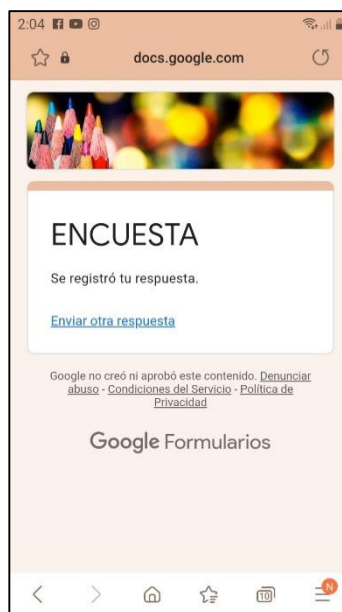 2:04
docs.google.com
ENCUESTA
Se registró tu respuesta.
Enviar otra respuesta
Google no creó ni aprobó este contenido. Denunciar
abuso - Condiciones del Servicio - Política de
Privacidad
Google Formularios
10
N